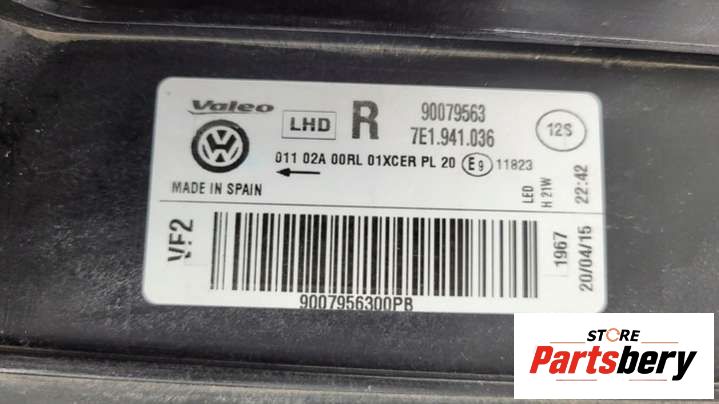 Valeo
LHD
R
90079563
7E1.941.036
12S
011 02A 00RL 01XCER PL 20 E9 11823
MADE IN SPAIN
LED
H 21W
22:42
VF2
1967
20/04/15
9007956300PB
STORE
Partsbery